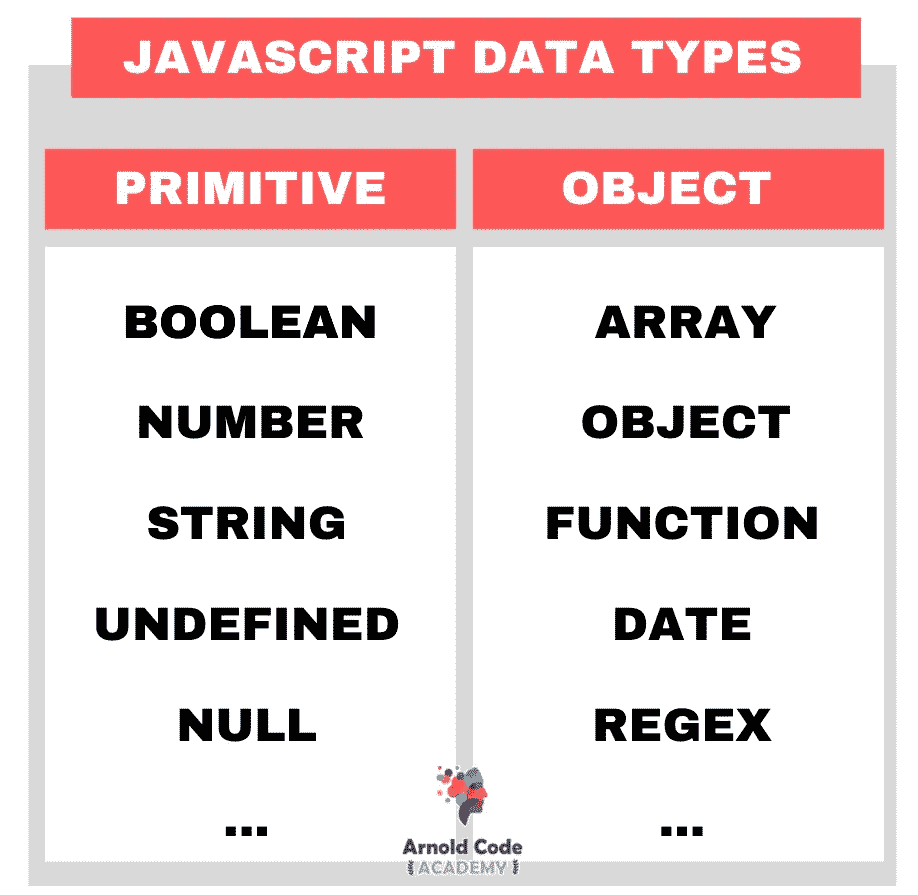 JAVASCRIPT DATA TYPES
PRIMITIVE
BOOLEAN
NUMBER
STRING
UNDEFINED
NULL
...
OBJECT
ARRAY
OBJECT
FUNCTION
DATE
REGEX
...
Arnold Code
{ACADEMY}